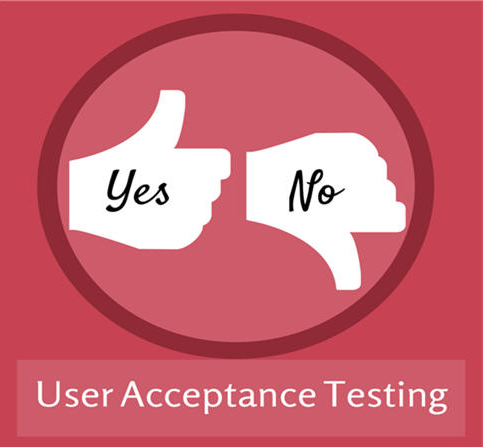 Yes No
User Acceptance Testing